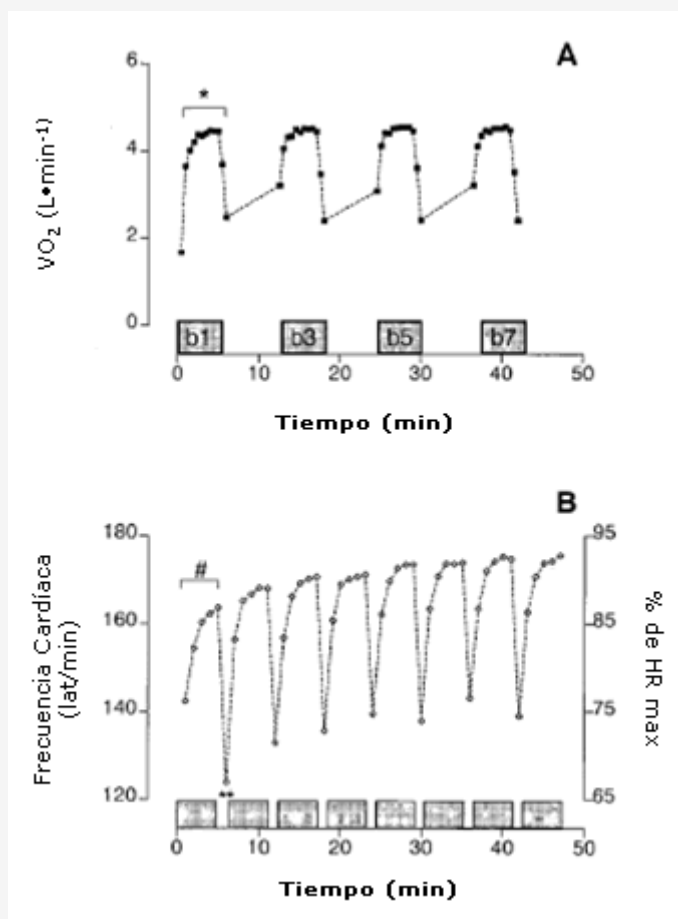 A
6
4
2
0
VO₂ (L•min⁻¹)
*
b1 b3 b5 b7
0 10 20 30 40 50
Tiempo (min)
B
180
160
140
120
Frecuencia Cardíaca
(lat/min)
#
**
95
85
75
65
% de HR max
0 10 20 30 40 50
Tiempo (min)